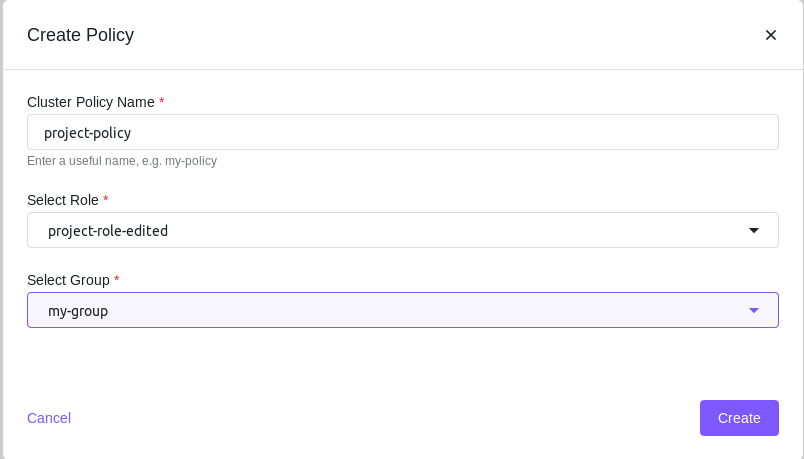 Create Policy
Cluster Policy Name *
project-policy
Enter a useful name, e.g. my-policy
Select Role *
project-role-edited
Select Group *
my-group
Cancel
Create